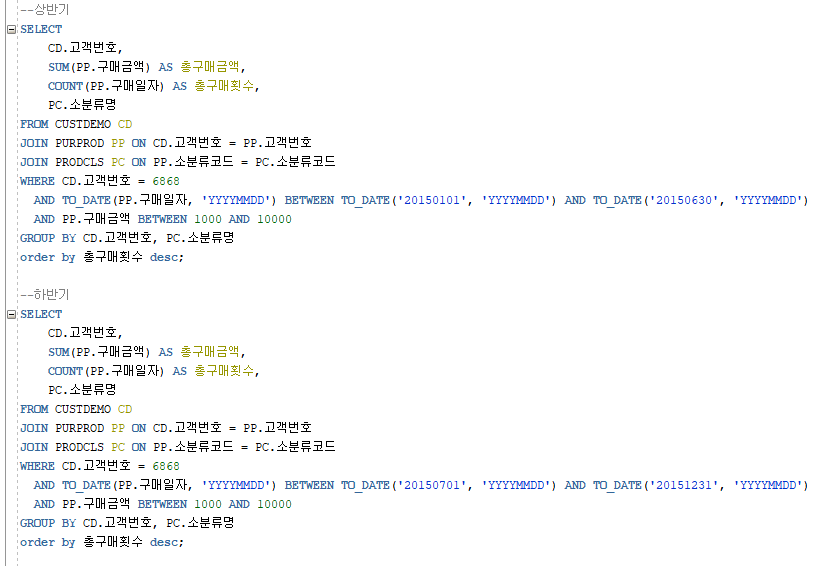 --상반기
SELECT
CD.고객번호,
SUM(PP.구매금액) AS 총구매금액,
COUNT(PP.구매일자) AS 총구매횟수,
PC.소분류명
FROM CUSTDEMO CD
JOIN PURPROD PP ON CD.고객번호 = PP.고객번호
JOIN PRODCLS PC ON PP.소분류코드 = PC.소분류코드
WHERE CD.고객번호 = 6868
AND TO_DATE(PP.구매일자, 'YYYYMMDD') BETWEEN TO_DATE('20150101', 'YYYYMMDD') AND TO_DATE('20150630', 'YYYYMMDD')
AND PP.구매금액 BETWEEN 1000 AND 10000
GROUP BY CD.고객번호, PC.소분류명
order by 총구매횟수 desc;
--하반기
SELECT
CD.고객번호,
SUM(PP.구매금액) AS 총구매금액,
COUNT(PP.구매일자) AS 총구매횟수,
PC.소분류명
FROM CUSTDEMO CD
JOIN PURPROD PP ON CD.고객번호 = PP.고객번호
JOIN PRODCLS PC ON PP.소분류코드 = PC.소분류코드
WHERE CD.고객번호 = 6868
AND TO_DATE(PP.구매일자, 'YYYYMMDD') BETWEEN TO_DATE('20150701', 'YYYYMMDD') AND TO_DATE('20151231', 'YYYYMMDD')
AND PP.구매금액 BETWEEN 1000 AND 10000
GROUP BY CD.고객번호, PC.소분류명
order by 총구매횟수 desc;